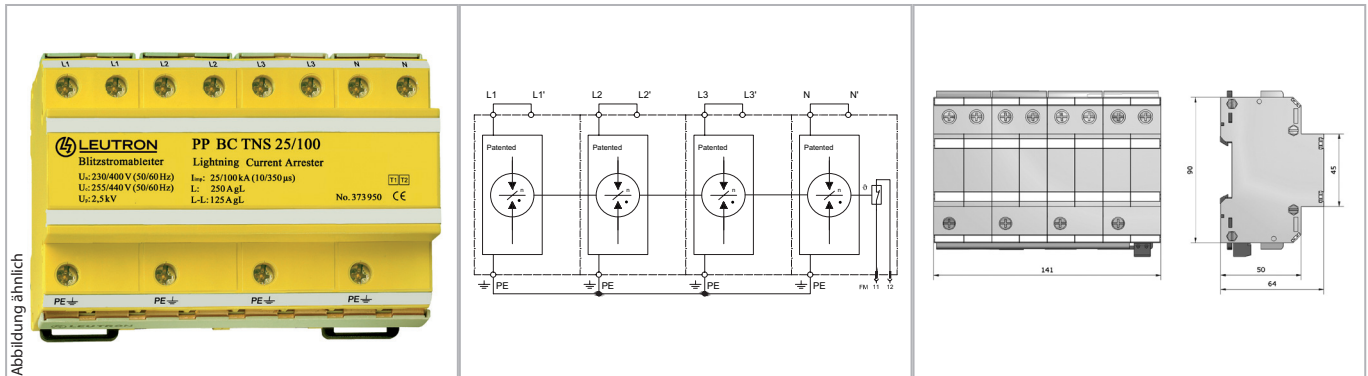 Abbildung ähnlich
L1 L1 L2 L2 L3 L3 N N
LEUTRON
Blitzstromableiter
Uₙ: 230/400 V (50/60 Hz)
U꜀: 255/440 V (50/60 Hz)
Uₚ: 2,5 kV
PP BC TNS 25/100
Lightning Current Arrester
Iimp: 25/100 kA (10/350 µs)
L: 250 A gL
L-L: 125 A gL
T1 T2
No. 373 950 CE
PE PE PE PE
LEUTRON
L1 L1' L2 L2' L3 L3' N N'
Patented Patented Patented Patented
n n n n
ϑ
PE PE PE PE
FM 11 12
90
141
45
50
64